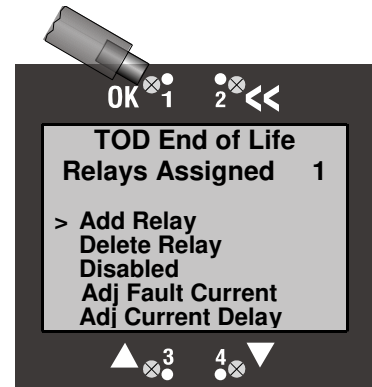 OK 1 2 <<
TOD End of Life
Relays Assigned 1
> Add Relay
Delete Relay
Disabled
Adj Fault Current
Adj Current Delay
3 4